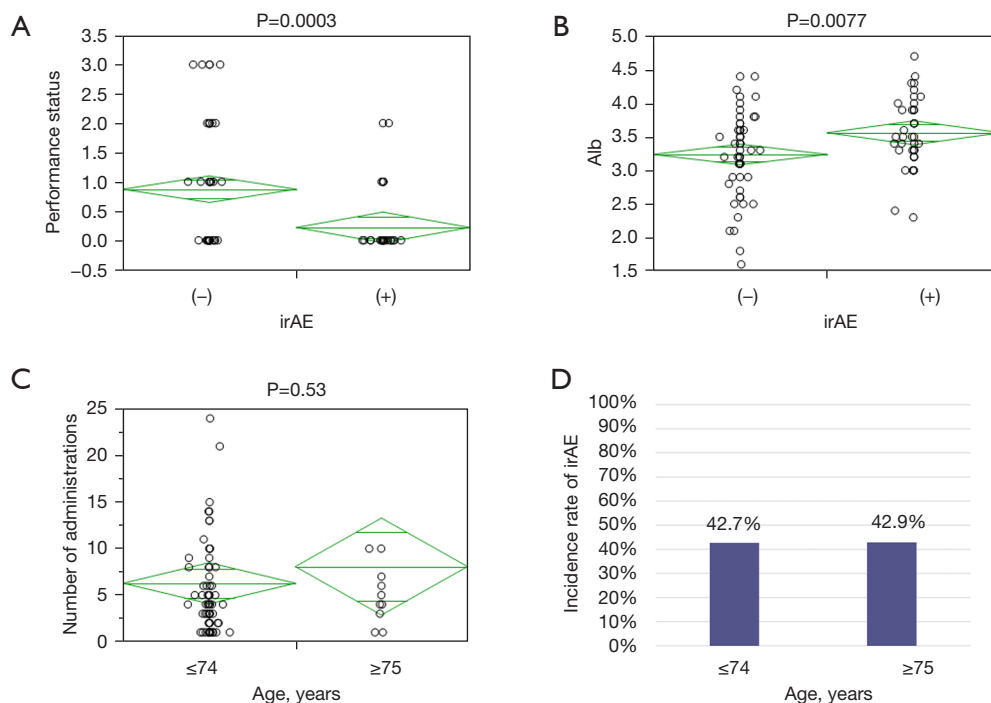 A
P=0.0003
Performance status
3.5
3.0
2.5
2.0
1.5
1.0
0.5
0.0
−0.5
(−)
(+)
irAE
B
P=0.0077
Alb
5.0
4.5
4.0
3.5
3.0
2.5
2.0
1.5
(−)
(+)
irAE
C
P=0.53
Number of administrations
25
20
15
10
5
0
≤74
≥75
Age, years
D
Incidence rate of irAE
100%
90%
80%
70%
60%
50%
40%
30%
20%
10%
0%
42.7%
42.9%
≤74
≥75
Age, years